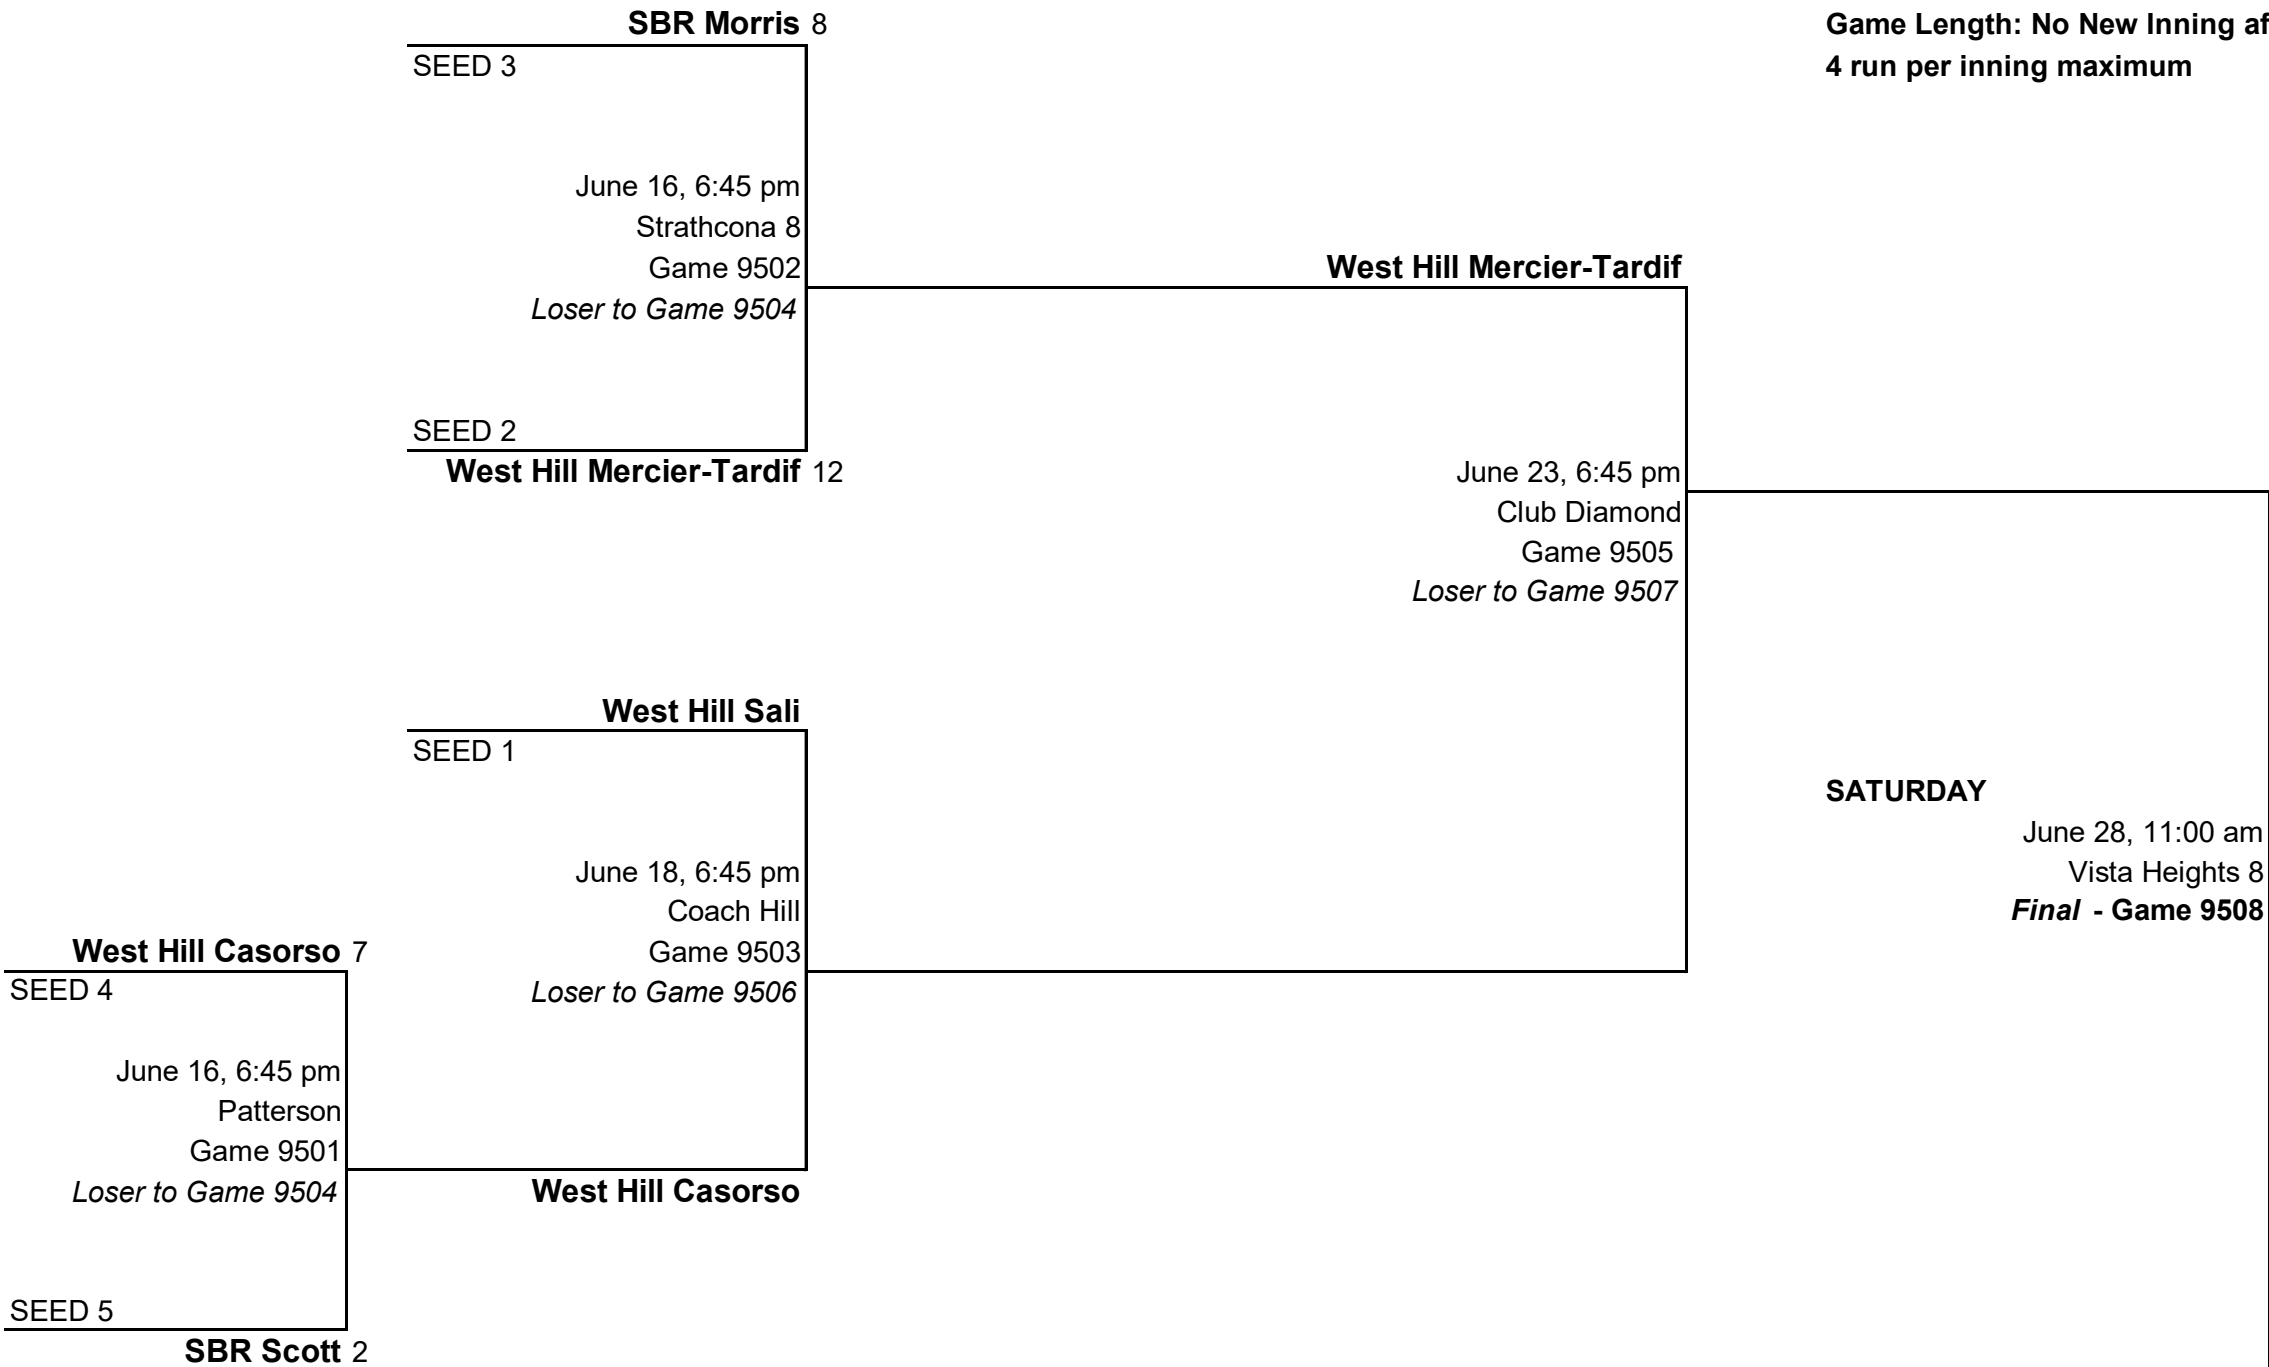 SBR Morris 8
SEED 3
June 16, 6:45 pm
Strathcona 8
Game 9502
Loser to Game 9504
SEED 2
West Hill Mercier-Tardif 12
Game Length: No New Inning af
4 run per inning maximum
West Hill Mercier-Tardif
June 23, 6:45 pm
Club Diamond
Game 9505
Loser to Game 9507
West Hill Sali
SEED 1
June 18, 6:45 pm
Coach Hill
Game 9503
Loser to Game 9506
West Hill Casorso
SATURDAY
June 28, 11:00 am
Vista Heights 8
Final - Game 9508
West Hill Casorso 7
SEED 4
June 16, 6:45 pm
Patterson
Game 9501
Loser to Game 9504
SEED 5
SBR Scott 2